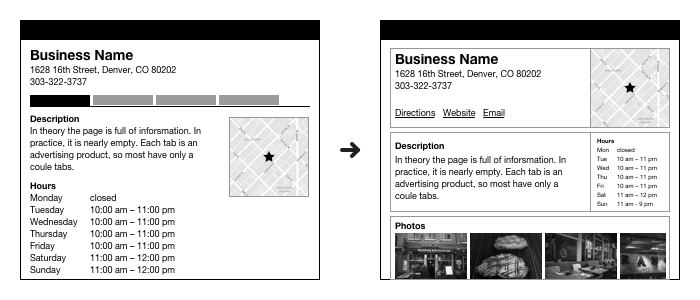 Business Name
1628 16th Street, Denver, CO 80202
303-322-3737
Description
In theory the page is full of inforsmation. In
practice, it is nearly empty. Each tab is an
advertising product, so most have only a
coule tabs.
Hours
Monday closed
Tuesday 10:00 am – 11:00 pm
Wednesday 10:00 am – 11:00 pm
Thursday 10:00 am – 11:00 pm
Friday 10:00 am – 11:00 pm
Saturday 11:00 am – 12:00 pm
Sunday 11:00 am – 12:00 pm
Business Name
1628 16th Street, Denver, CO 80202
303-322-3737
Directions Website Email
Description
In theory the page is full of inforsmation. In
practice, it is nearly empty. Each tab is an
advertising product, so most have only a
coule tabs.
Hours
Mon closed
Tue 10 am – 11 pm
Wed 10 am – 11 pm
Thu 10 am – 11 pm
Fri 10 am – 11 pm
Sat 11 am – 12 pm
Sun 11 am - 9 pm
Photos